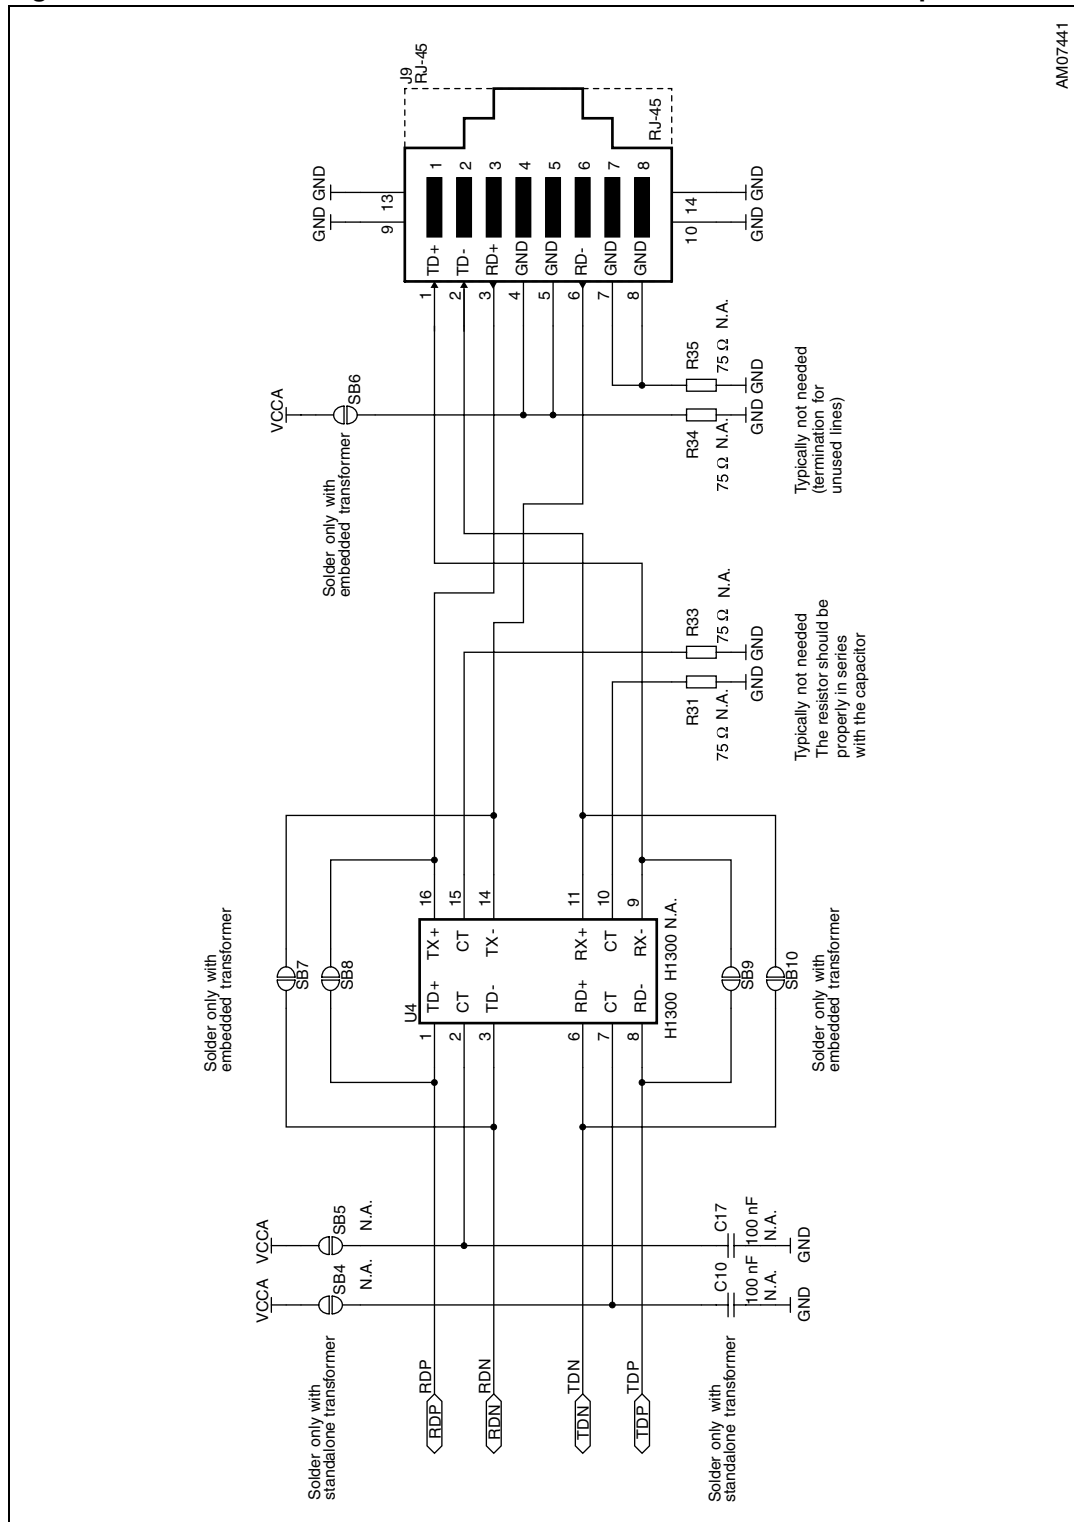 AM07441
J9
RJ-45
RJ-45
GND
GND
9
13
TD+
TD-
RD+
GND
GND
RD-
GND
GND
1
2
3
4
5
6
7
8
1
2
3
4
5
6
7
8
10
14
GND
GND
VCCA
SB6
Solder only with
embedded transformer
R34
75 Ω N.A.
GND
R35
75 Ω N.A.
GND
Typically not needed
(termination for
unused lines)
R31
75 Ω N.A.
GND
R33
75 Ω N.A.
GND
Typically not needed
The resistor should be
properly in series
with the capacitor
Solder only with
embedded transformer
SB7
SB8
U4
1
2
3
6
7
8
TD+
CT
TD-
RD+
CT
RD-
TX+
CT
TX-
RX+
CT
RX-
16
15
14
11
10
9
H1300 H1300 N.A.
SB9
SB10
Solder only with
embedded transformer
VCCA
SB4
N.A.
VCCA
SB5
N.A.
Solder only with
standalone transformer
RDP
RDP
RDN
RDN
TDN
TDN
TDP
TDP
C10
100 nF
N.A.
GND
C17
100 nF
N.A.
GND
Solder only with
standalone transformer